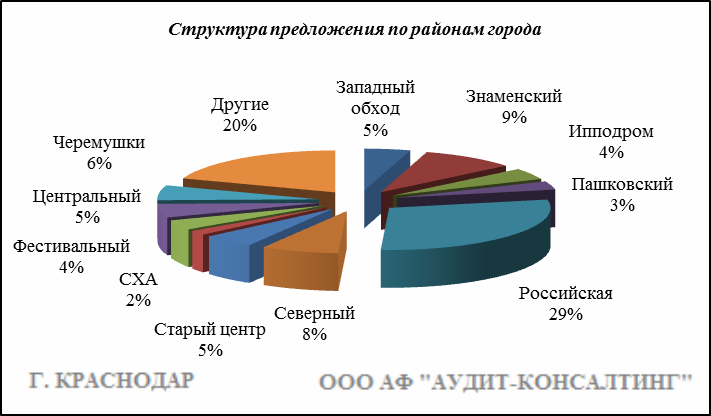 Структура предложения по районам города
Западный
обход
5%
Знаменский
9%
Ипподром
4%
Пашковский
3%
Российская
29%
Северный
8%
Старый центр
5%
СХА
2%
Фестивальный
4%
Центральный
5%
Черемушки
6%
Другие
20%
Г. КРАСНОДАР
ООО АФ "АУДИТ-КОНСАЛТИНГ"